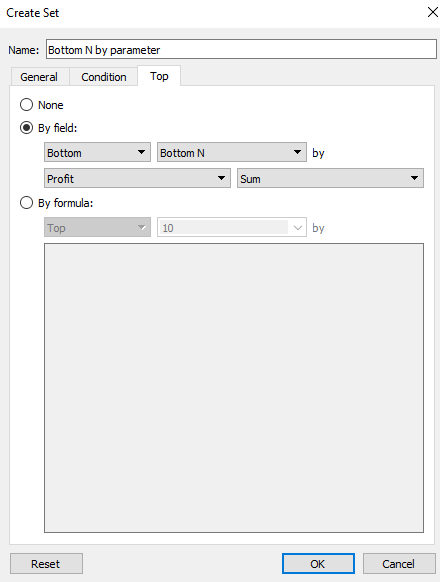 Create Set
Name: Bottom N by parameter
General Condition Top
None
By field:
Bottom Bottom N by
Profit Sum
By formula:
Top 10 by
Reset OK Cancel